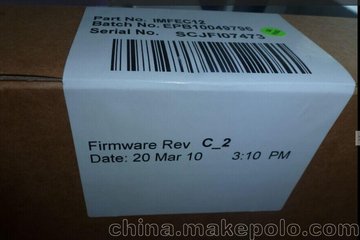 Part No. IMFEC12
Batch No. EPB10049796
Serial No. SCJFI07473
Firmware Rev C_2
Date: 20 Mar 10 3:10 PM
china.makepolo.com